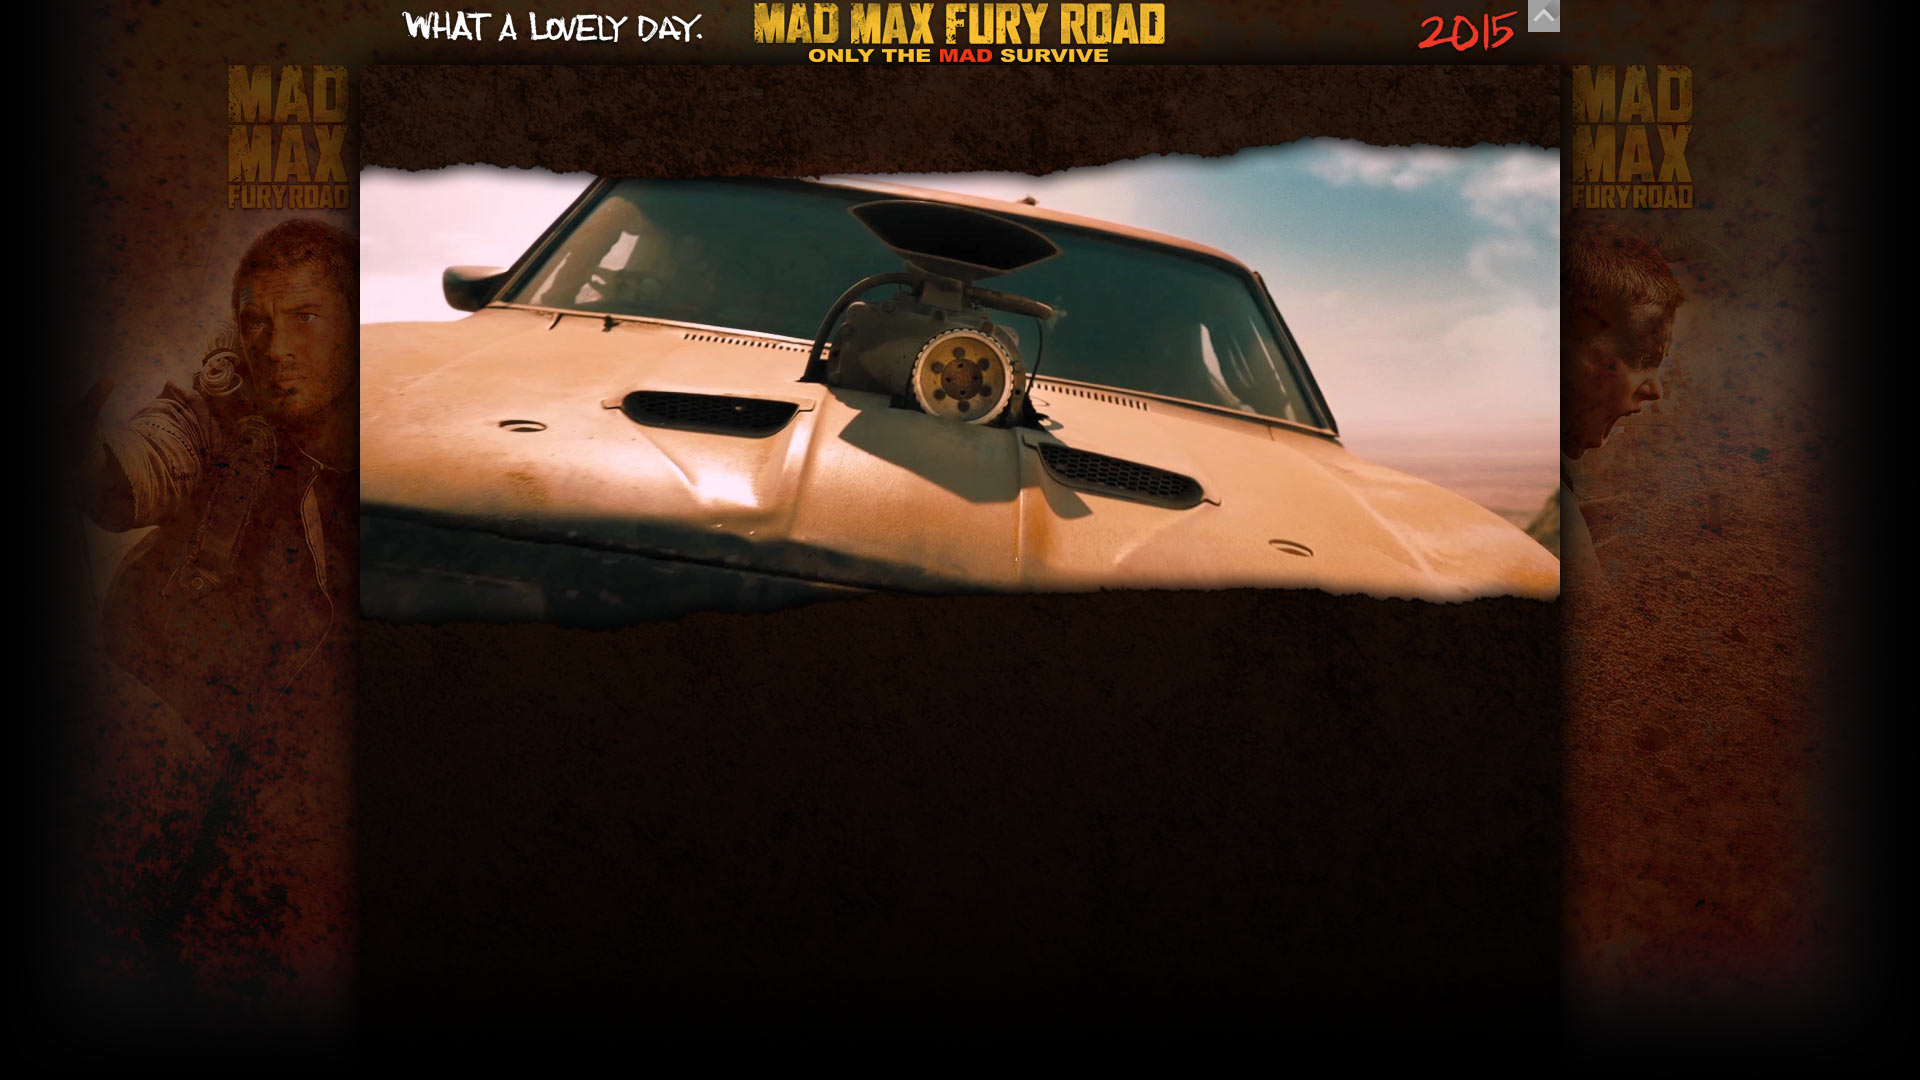 WHAT A LOVELY DAY.
MAD MAX FURY ROAD
ONLY THE MAD SURVIVE
2015
MAD
MAX
FURY ROAD
MAD
MAX
FURY ROAD